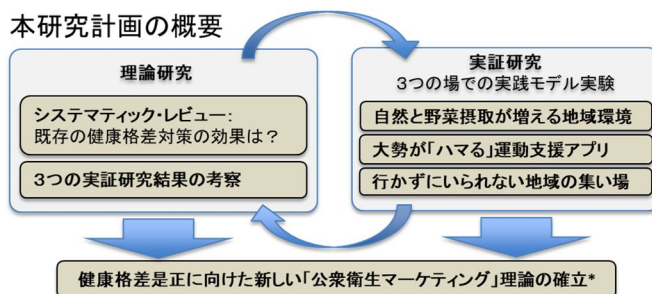 本研究計画の概要
理論研究
システマティック・レビュー:
既存の健康格差対策の効果は?
3つの実証研究結果の考察
実証研究
3つの場での実践モデル実験
自然と野菜摂取が増える地域環境
大勢が「ハマる」運動支援アプリ
行かずにいられない地域の集い場
健康格差是正に向けた新しい「公衆衛生マーケティング」理論の確立*